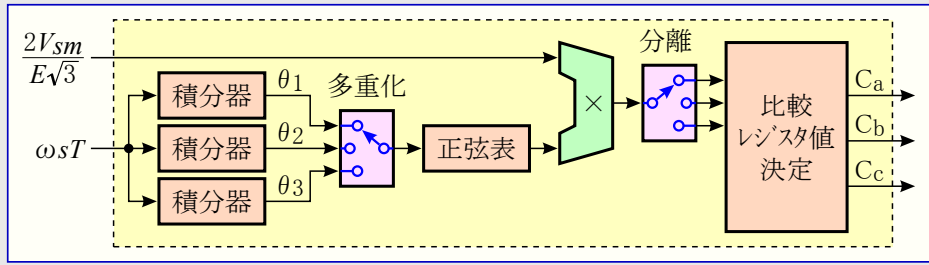 2Vsm
E√3
ωsT
積分器
積分器
積分器
θ1
θ2
θ3
多重化
正弦表
×
分離
比較
レジスタ値
決定
Ca
Cb
Cc